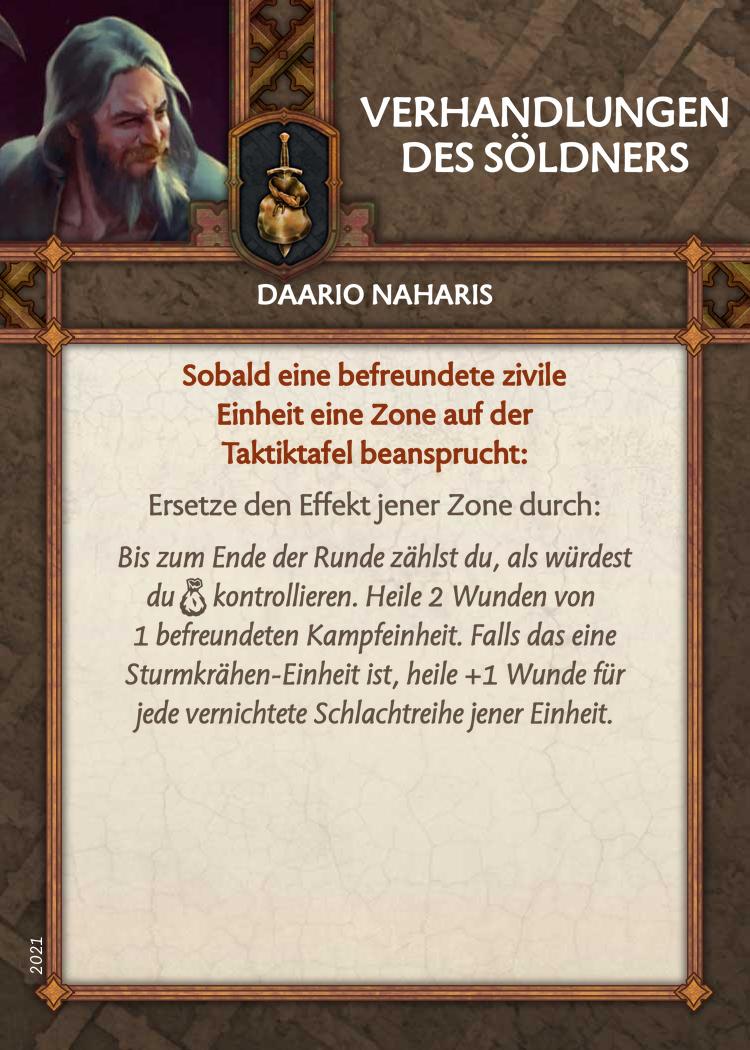 VERHANDLUNGEN
DES SÖLDNERS
DAARIO NAHARIS
Sobald eine befreundete zivile
Einheit eine Zone auf der
Taktiktafel beansprucht:
Ersetze den Effekt jener Zone durch:
Bis zum Ende der Runde zählst du, als würdest
du kontrollieren. Heile 2 Wunden von
1 befreundeten Kampfeinheit. Falls das eine
Sturmkrähen-Einheit ist, heile +1 Wunde für
jede vernichtete Schlachtreihe jener Einheit.
2021